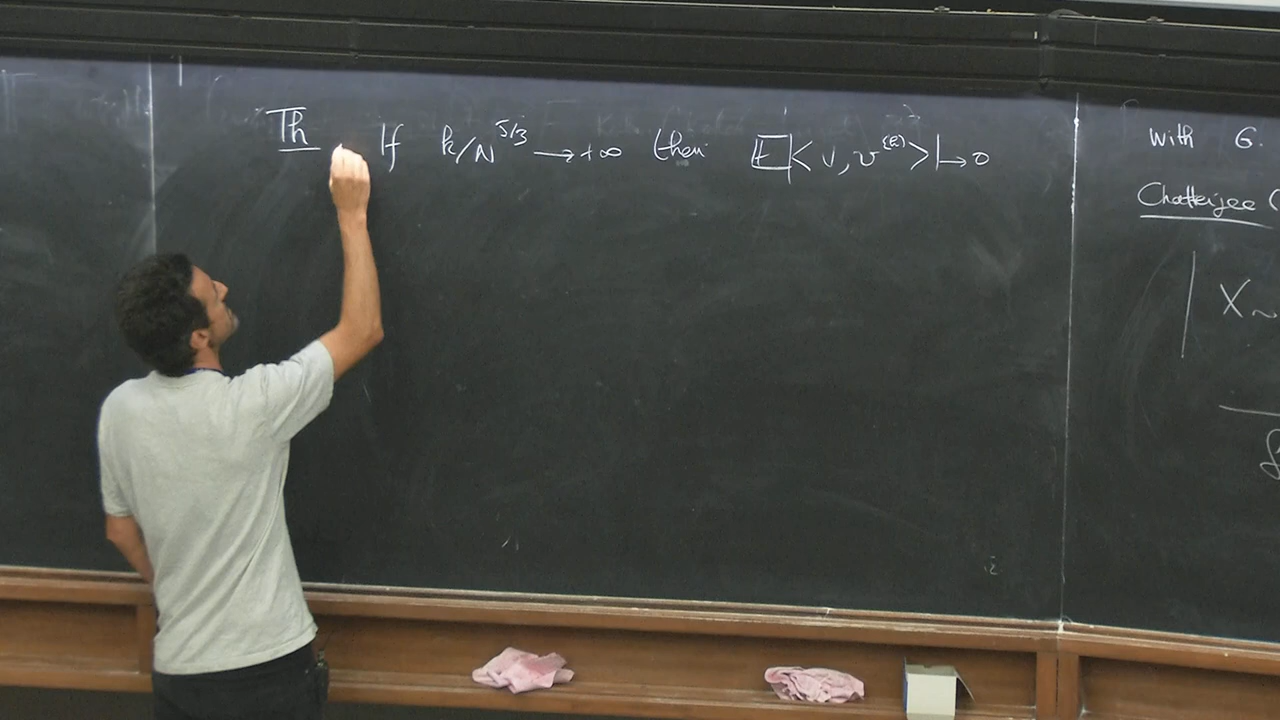 Th If k/N^{5/3} → +∞ then E|<v, v^{[k]}>| → 0
with G.
Chatterjee (
X ~